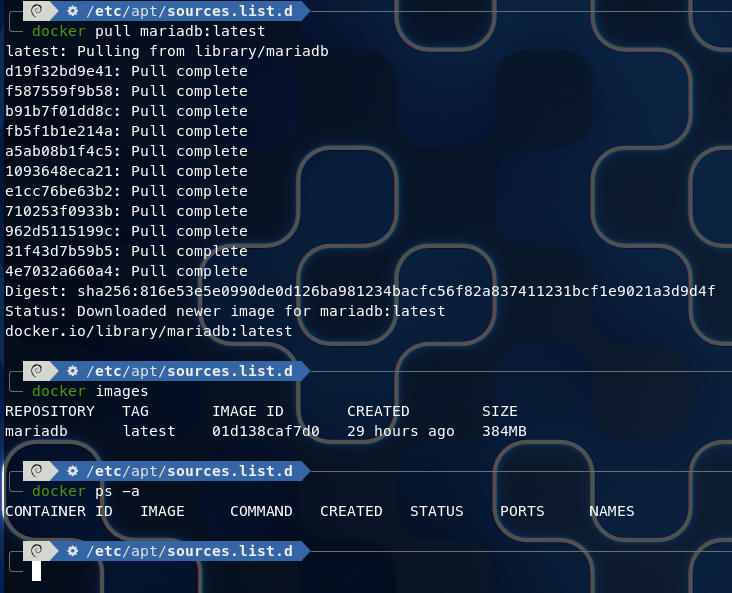 /etc/apt/sources.list.d
docker pull mariadb:latest
latest: Pulling from library/mariadb
d19f32bd9e41: Pull complete
f587559f9b58: Pull complete
b91b7f01dd8c: Pull complete
fb5f1b1e214a: Pull complete
a5ab08b1f4c5: Pull complete
1093648eca21: Pull complete
e1cc76be63b2: Pull complete
710253f0933b: Pull complete
962d5115199c: Pull complete
31f43d7b59b5: Pull complete
4e7032a660a4: Pull complete
Digest: sha256:816e53e5e0990de0d126ba981234bacfc56f82a837411231bcf1e9021a3d9d4f
Status: Downloaded newer image for mariadb:latest
docker.io/library/mariadb:latest
/etc/apt/sources.list.d
docker images
REPOSITORY TAG IMAGE ID CREATED SIZE
mariadb latest 01d138caf7d0 29 hours ago 384MB
/etc/apt/sources.list.d
docker ps -a
CONTAINER ID IMAGE COMMAND CREATED STATUS PORTS NAMES
/etc/apt/sources.list.d